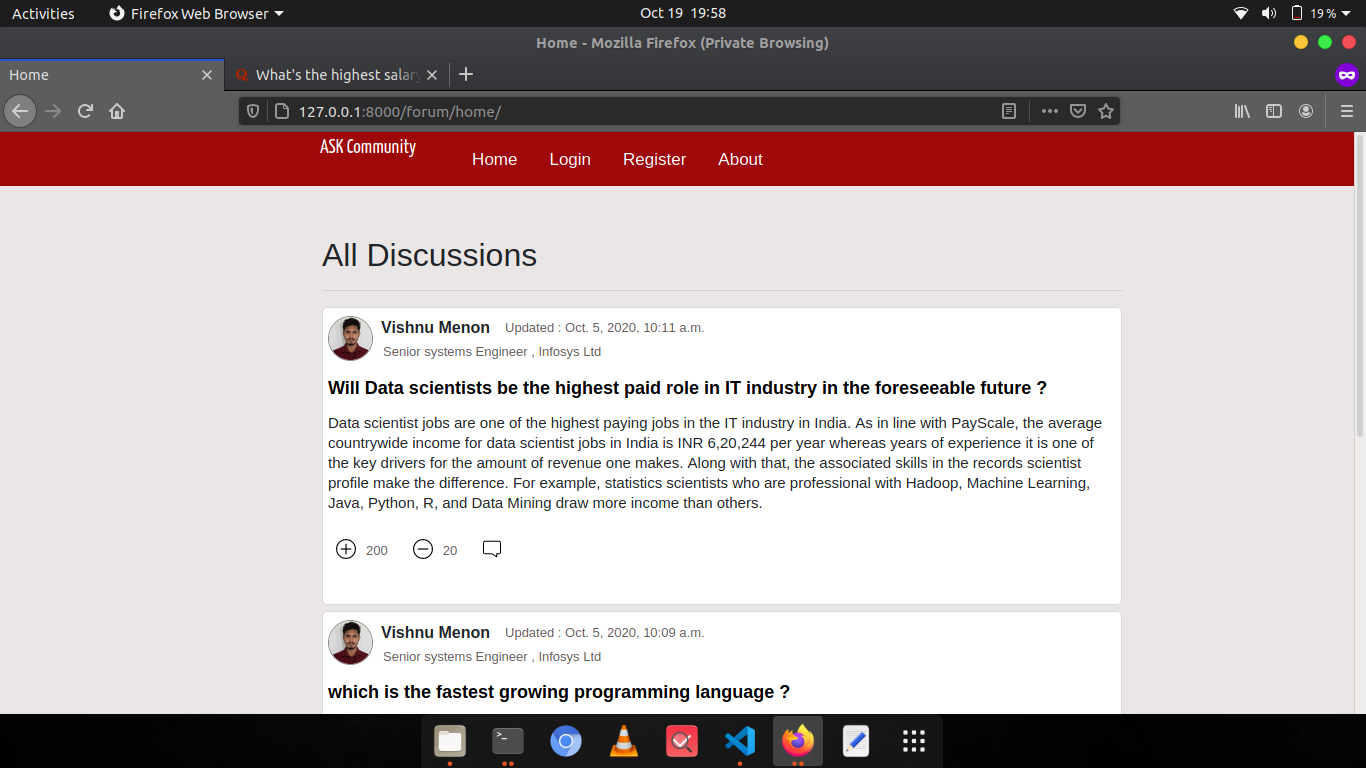 Activities Firefox Web Browser Oct 19 19:58 19%
Home - Mozilla Firefox (Private Browsing)
Home What's the highest salary
127.0.0.1:8000/forum/home/
ASK Community Home Login Register About
All Discussions
Vishnu Menon Updated : Oct. 5, 2020, 10:11 a.m.
Senior systems Engineer , Infosys Ltd
Will Data scientists be the highest paid role in IT industry in the foreseeable future ?
Data scientist jobs are one of the highest paying jobs in the IT industry in India. As in line with PayScale, the average
countrywide income for data scientist jobs in India is INR 6,20,244 per year whereas years of experience it is one of
the key drivers for the amount of revenue one makes. Along with that, the associated skills in the records scientist
profile make the difference. For example, statistics scientists who are professional with Hadoop, Machine Learning,
Java, Python, R, and Data Mining draw more income than others.
200 20
Vishnu Menon Updated : Oct. 5, 2020, 10:09 a.m.
Senior systems Engineer , Infosys Ltd
which is the fastest growing programming language ?